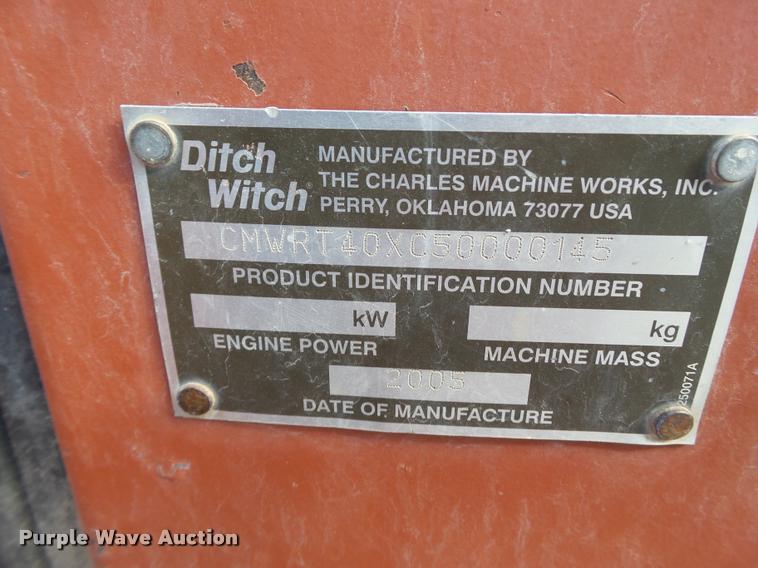 Ditch Witch®
MANUFACTURED BY
THE CHARLES MACHINE WORKS, INC.
PERRY, OKLAHOMA 73077 USA
CMWRT40XC50000145
PRODUCT IDENTIFICATION NUMBER
kW
kg
ENGINE POWER
MACHINE MASS
2005
DATE OF MANUFACTURE
250071A
Purple Wave Auction